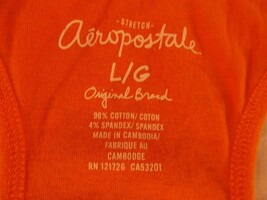 -STRETCH-
Aéropostale
L/G
Original Brand
96% COTTON/COTON
4% SPANDEX/SPANDEX
MADE IN CAMBODIA/
FABRIQUE AU
CAMBODGE
RN 121726 CA53201